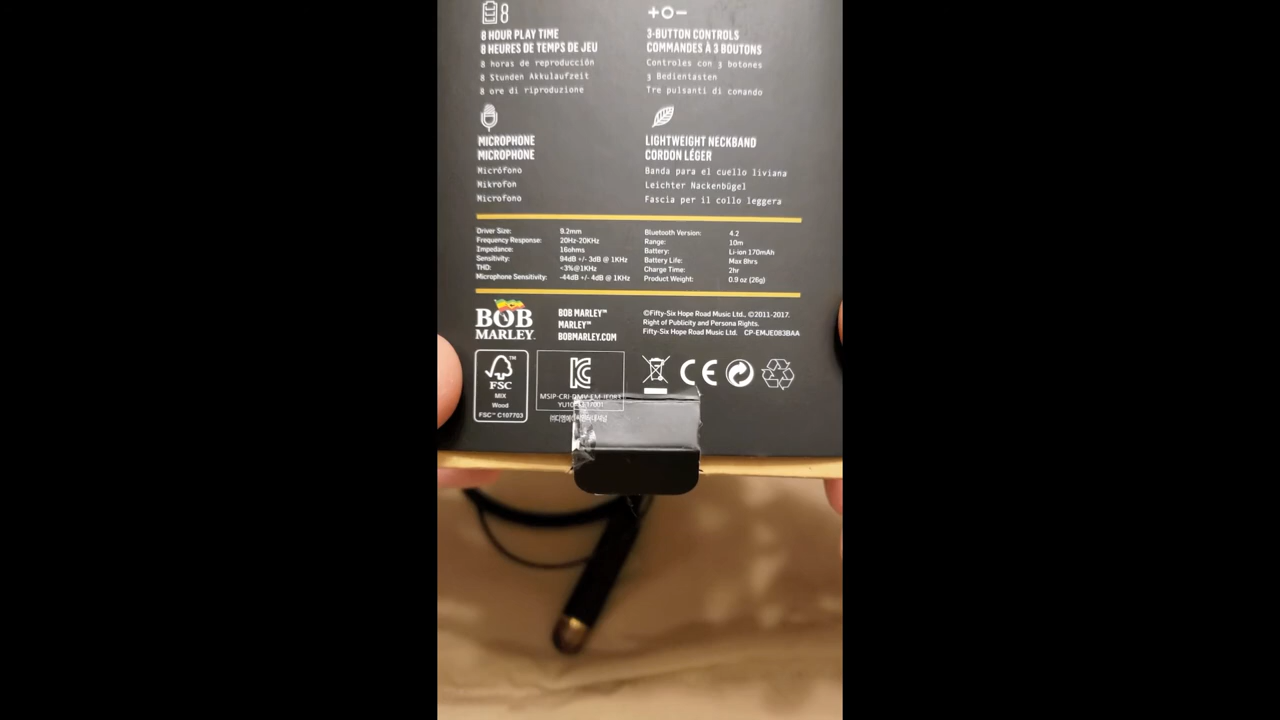 8
8 HOUR PLAY TIME
8 HEURES DE TEMPS DE JEU
8 horas de reproducción
8 Stunden Akkulaufzeit
8 ore di riproduzione
3-BUTTON CONTROLS
COMMANDES À 3 BOUTONS
Controles con 3 botones
3 Bedientasten
Tre pulsanti di comando
MICROPHONE
MICROPHONE
Micrófono
Mikrofon
Microfono
LIGHTWEIGHT NECKBAND
CORDON LÉGER
Banda para el cuello liviana
Leichter Nackenbügel
Fascia per il collo leggera
Driver Size: 9.2mm
Frequency Response: 20Hz-20KHz
Impedance: 16ohms
Sensitivity: 94dB +/- 3dB @ 1KHz
THD: <3%@1KHz
Microphone Sensitivity: -44dB +/- 4dB @ 1KHz
Bluetooth Version: 4.2
Range: 10m
Battery: Li-ion 170mAh
Battery Life: Max 8hrs
Charge Time: 2hr
Product Weight: 0.9 oz (26g)
BOB
MARLEY
BOB MARLEY™
MARLEY™
BOBMARLEY.COM
©Fifty-Six Hope Road Music Ltd., ©2011-2017.
Right of Publicity and Persona Rights.
Fifty-Six Hope Road Music Ltd. CP-EMJE083BAA
FSC
MIX
Wood
FSC™ C107703
CE